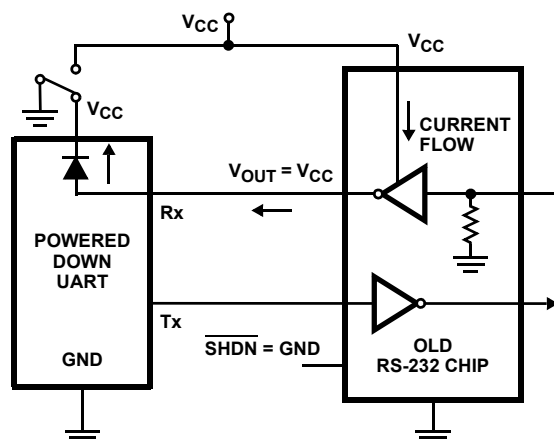 VCC
VCC
VCC
CURRENT
FLOW
VOUT = VCC
Rx
POWERED
DOWN
UART
Tx
GND
SHDN = GND
OLD
RS-232 CHIP